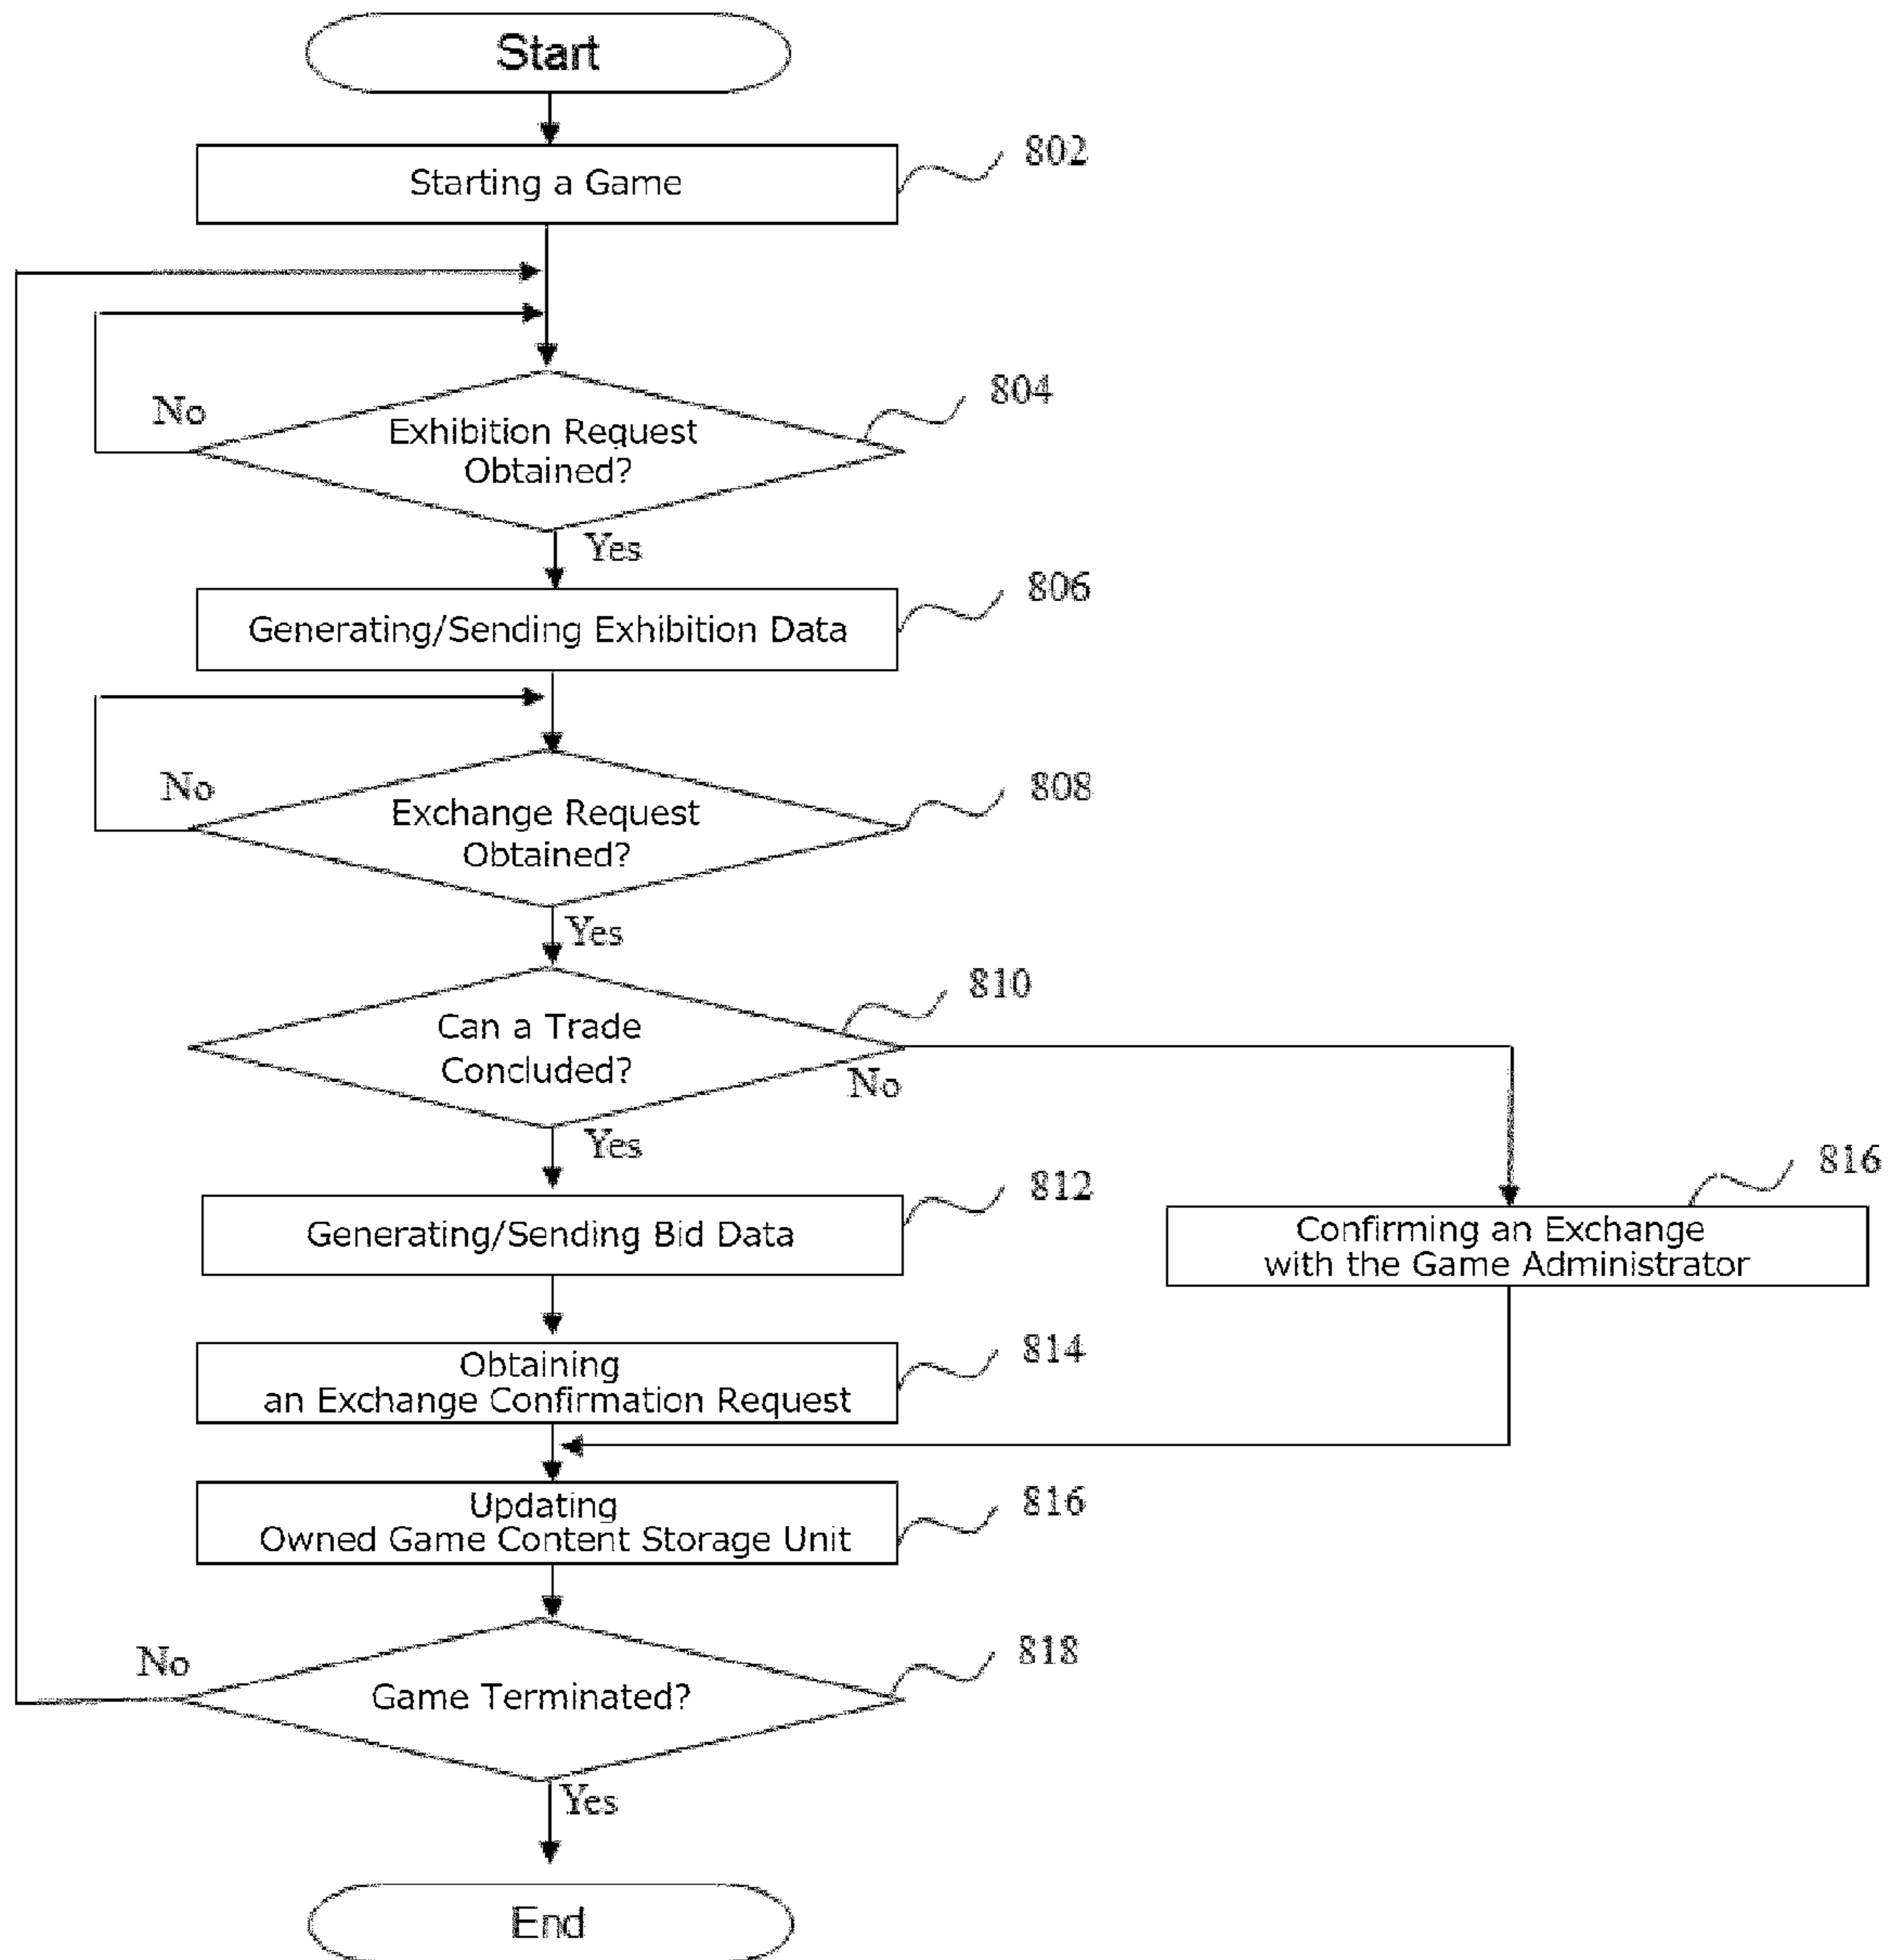 Start
Starting a Game
802
No
Exhibition Request
Obtained?
804
Yes
Generating/Sending Exhibition Data
806
No
Exchange Request
Obtained?
808
Yes
Can a Trade
Concluded?
810
No
Yes
Generating/Sending Bid Data
812
Confirming an Exchange
with the Game Administrator
816
Obtaining
an Exchange Confirmation Request
814
Updating
Owned Game Content Storage Unit
816
No
Game Terminated?
818
Yes
End